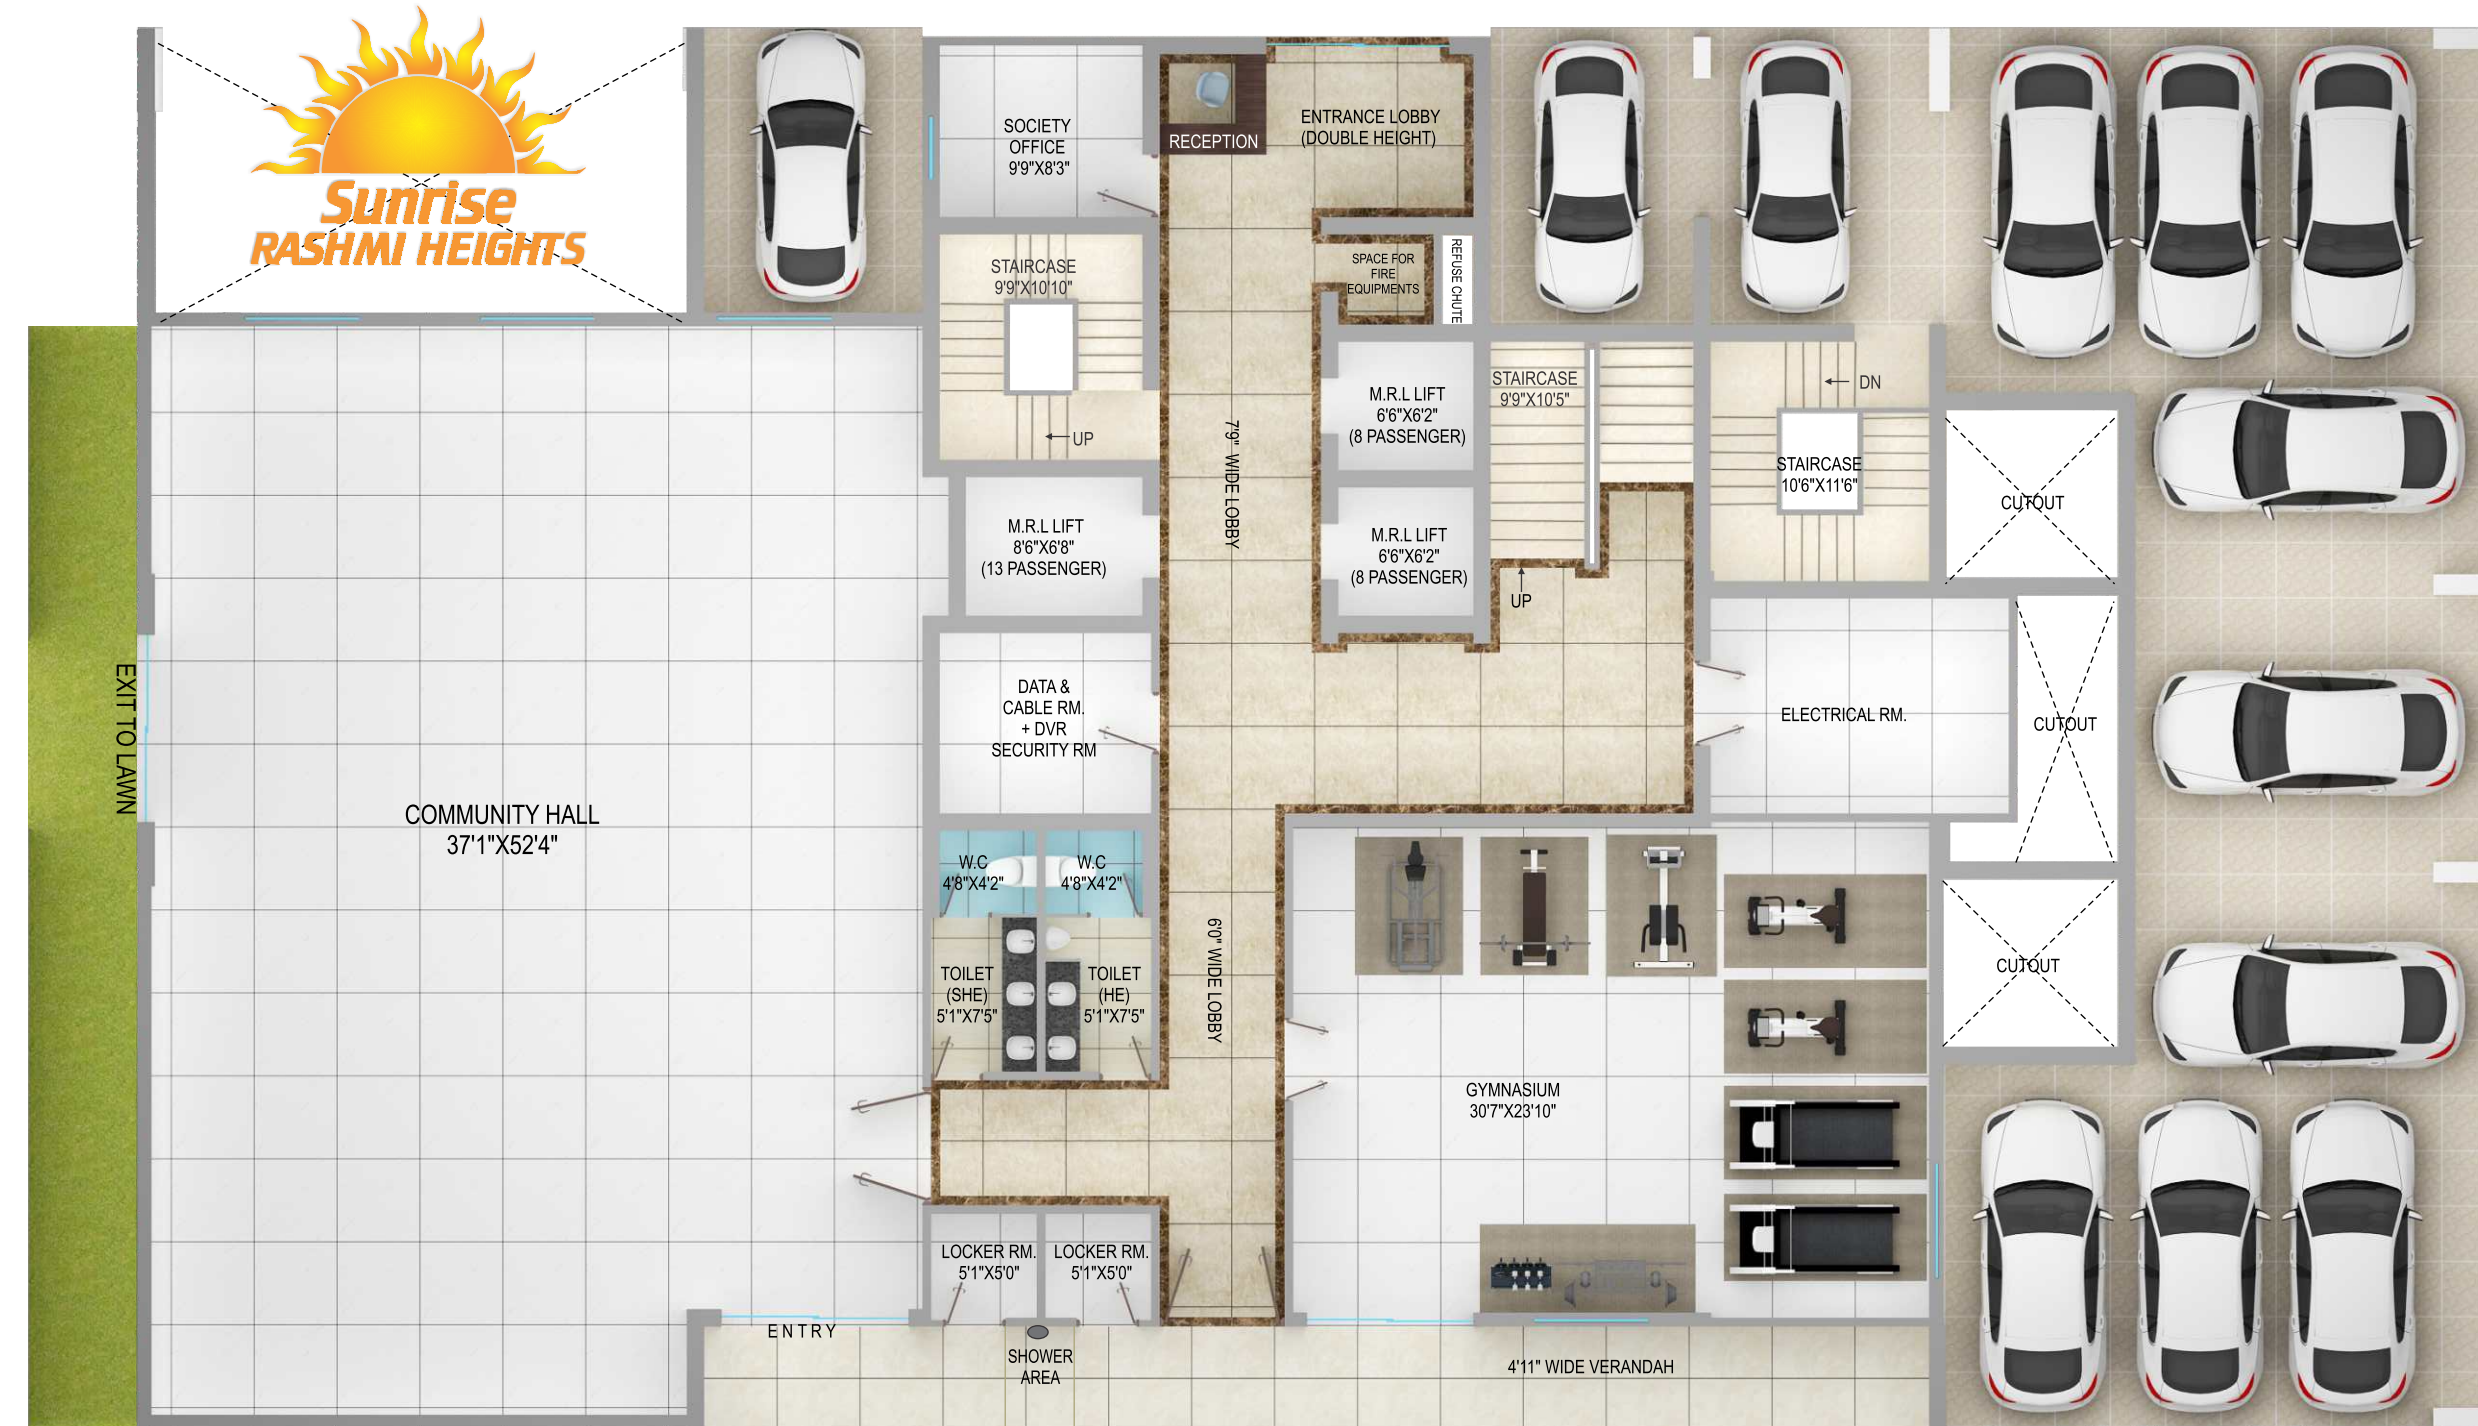 Sunrise
RASHMI HEIGHTS
SOCIETY
OFFICE
9'9"X8'3"
RECEPTION
ENTRANCE LOBBY
(DOUBLE HEIGHT)
STAIRCASE
9'9"X10'10"
UP
SPACE FOR
FIRE
EQUIPMENTS
REFUSE CHUTE
M.R.L LIFT
6'6"X6'2"
(8 PASSENGER)
STAIRCASE
9'9"X10'5"
DN
STAIRCASE
10'6"X11'6"
CUTOUT
7'9" WIDE LOBBY
M.R.L LIFT
8'6"X6'8"
(13 PASSENGER)
M.R.L LIFT
6'6"X6'2"
(8 PASSENGER)
UP
EXIT TO LAWN
DATA &
CABLE RM.
+ DVR
SECURITY RM
ELECTRICAL RM.
CUTOUT
COMMUNITY HALL
37'1"X52'4"
W.C
4'8"X4'2"
W.C
4'8"X4'2"
TOILET
(SHE)
5'1"X7'5"
TOILET
(HE)
5'1"X7'5"
6'0" WIDE LOBBY
CUTOUT
GYMNASIUM
30'7"X23'10"
LOCKER RM.
5'1"X5'0"
LOCKER RM.
5'1"X5'0"
ENTRY
SHOWER
AREA
4'11" WIDE VERANDAH